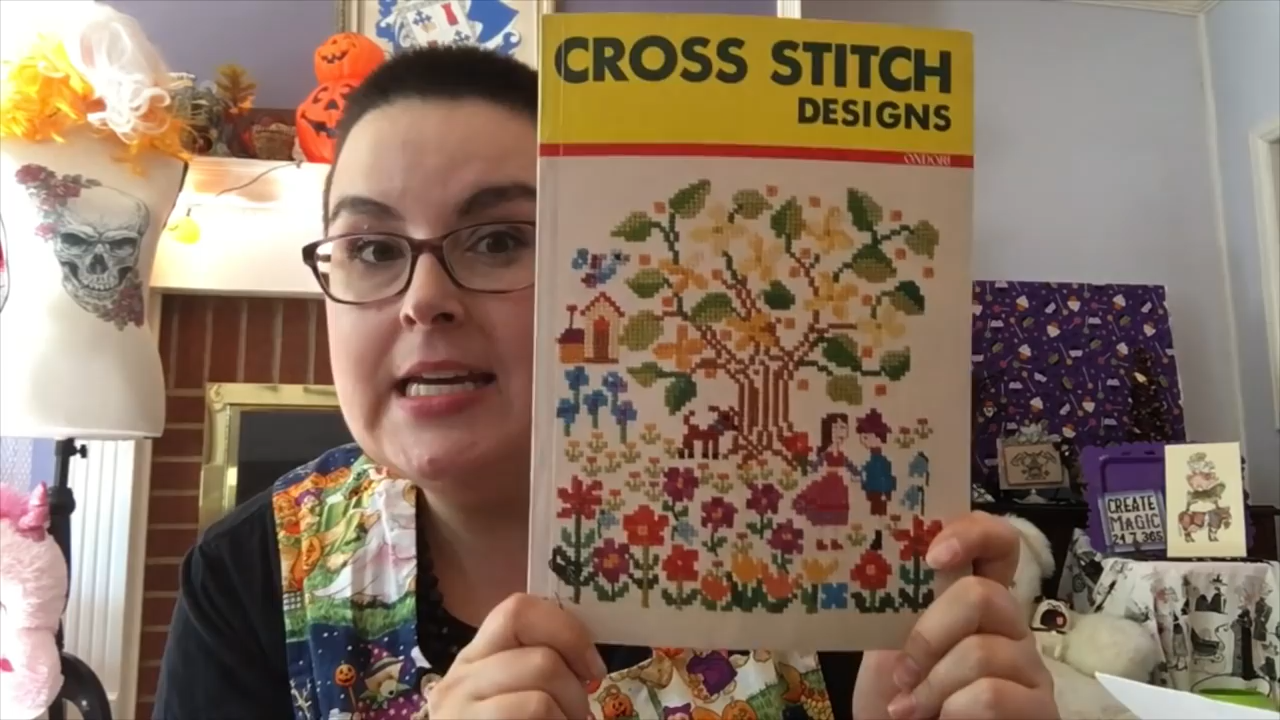 CROSS STITCH
DESIGNS
ONDORI
CREATE
MAGIC
24.7.365